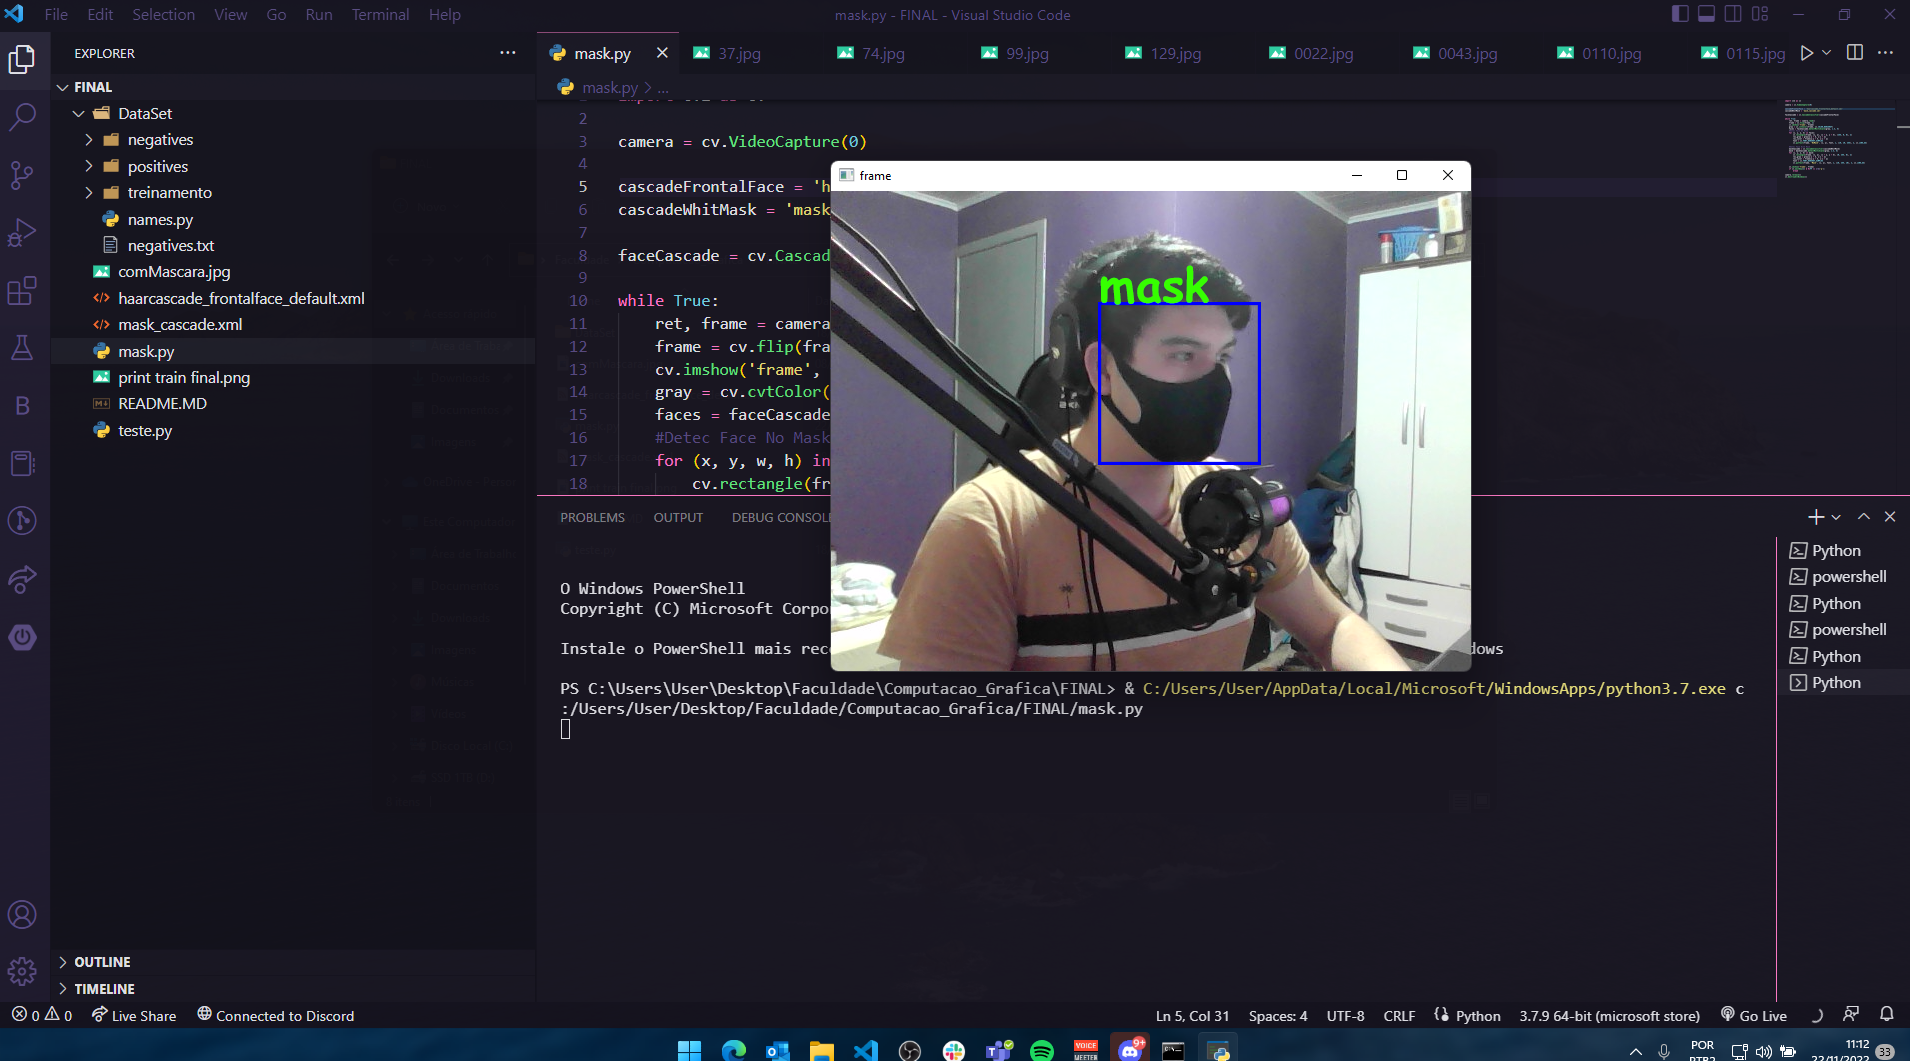 File Edit Selection View Go Run Terminal Help
mask.py - FINAL - Visual Studio Code
EXPLORER
FINAL
DataSet
negatives
positives
treinamento
names.py
negatives.txt
comMascara.jpg
haarcascade_frontalface_default.xml
mask_cascade.xml
mask.py
print train final.png
README.MD
teste.py
OUTLINE
TIMELINE
mask.py 37.jpg 74.jpg 99.jpg 129.jpg 0022.jpg 0043.jpg 0110.jpg 0115.jpg
mask.py > ...
2
3 camera = cv.VideoCapture(0)
4
5 cascadeFrontalFace = 'h
6 cascadeWhitMask = 'mask
7
8 faceCascade = cv.Cascad
9
10 while True:
11 ret, frame = camera
12 frame = cv.flip(fra
13 cv.imshow('frame',
14 gray = cv.cvtColor(
15 faces = faceCascade
16 #Detec Face No Mask
17 for (x, y, w, h) in
18 cv.rectangle(fr
frame
mask
PROBLEMS OUTPUT DEBUG CONSOL
O Windows PowerShell
Copyright (C) Microsoft Corpo
Instale o PowerShell mais rec dows
PS C:\Users\User\Desktop\Faculdade\Computacao_Grafica\FINAL> & C:/Users/User/AppData/Local/Microsoft/WindowsApps/python3.7.exe c
:/Users/User/Desktop/Faculdade/Computacao_Grafica/FINAL/mask.py
Python
powershell
Python
powershell
Python
Python
0 0 Live Share Connected to Discord
Ln 5, Col 31 Spaces: 4 UTF-8 CRLF Python 3.7.9 64-bit (microsoft store) Go Live
VOICE
MEETER
9+
POR
PTB2
11:12
22/11/2022
33